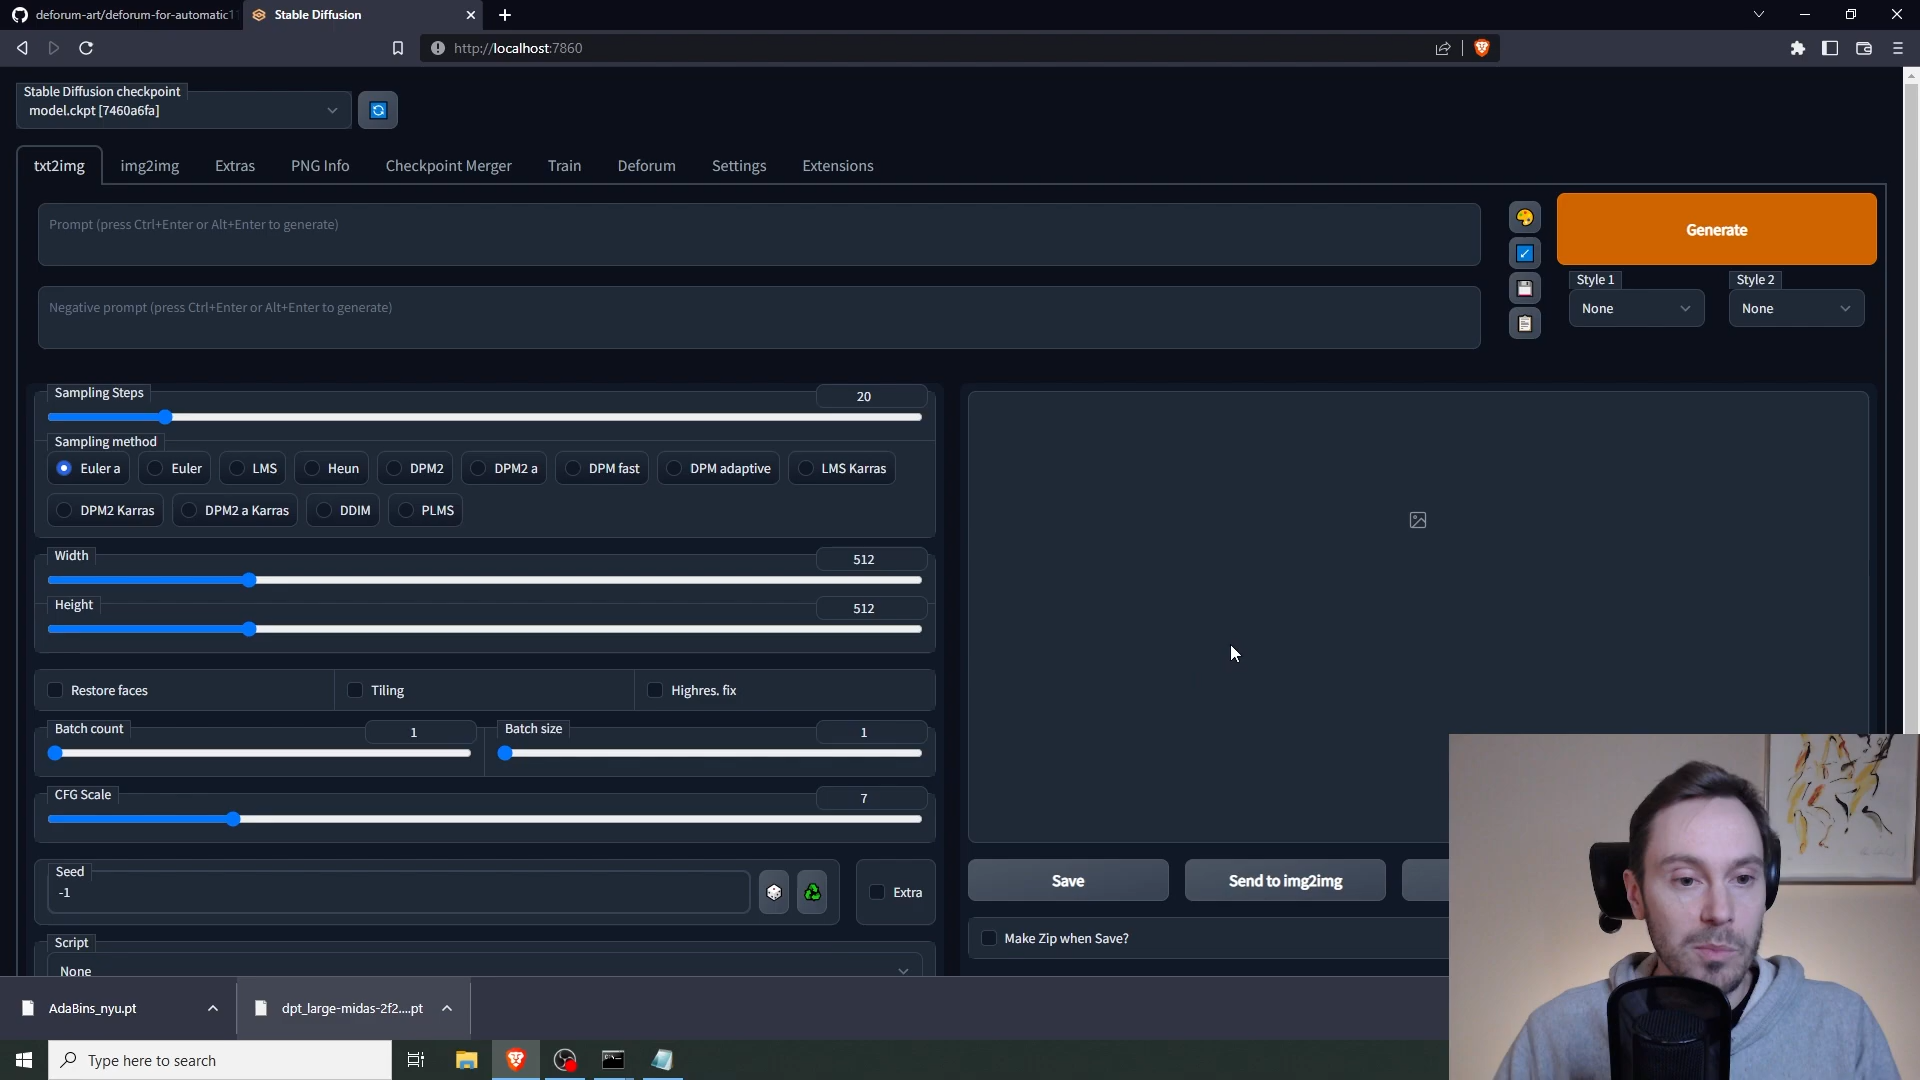 deforum-art/deforum-for-automatic1
Stable Diffusion
http://localhost:7860
Stable Diffusion checkpoint
model.ckpt [7460a6fa]
txt2img
img2img
Extras
PNG Info
Checkpoint Merger
Train
Deforum
Settings
Extensions
Prompt (press Ctrl+Enter or Alt+Enter to generate)
Generate
Negative prompt (press Ctrl+Enter or Alt+Enter to generate)
Style 1
None
Style 2
None
Sampling Steps
20
Sampling method
Euler a
Euler
LMS
Heun
DPM2
DPM2 a
DPM fast
DPM adaptive
LMS Karras
DPM2 Karras
DPM2 a Karras
DDIM
PLMS
Width
512
Height
512
Restore faces
Tiling
Highres. fix
Batch count
1
Batch size
1
CFG Scale
7
Seed
-1
Extra
Script
None
Save
Send to img2img
Make Zip when Save?
AdaBins_nyu.pt
dpt_large-midas-2f2....pt
Type here to search